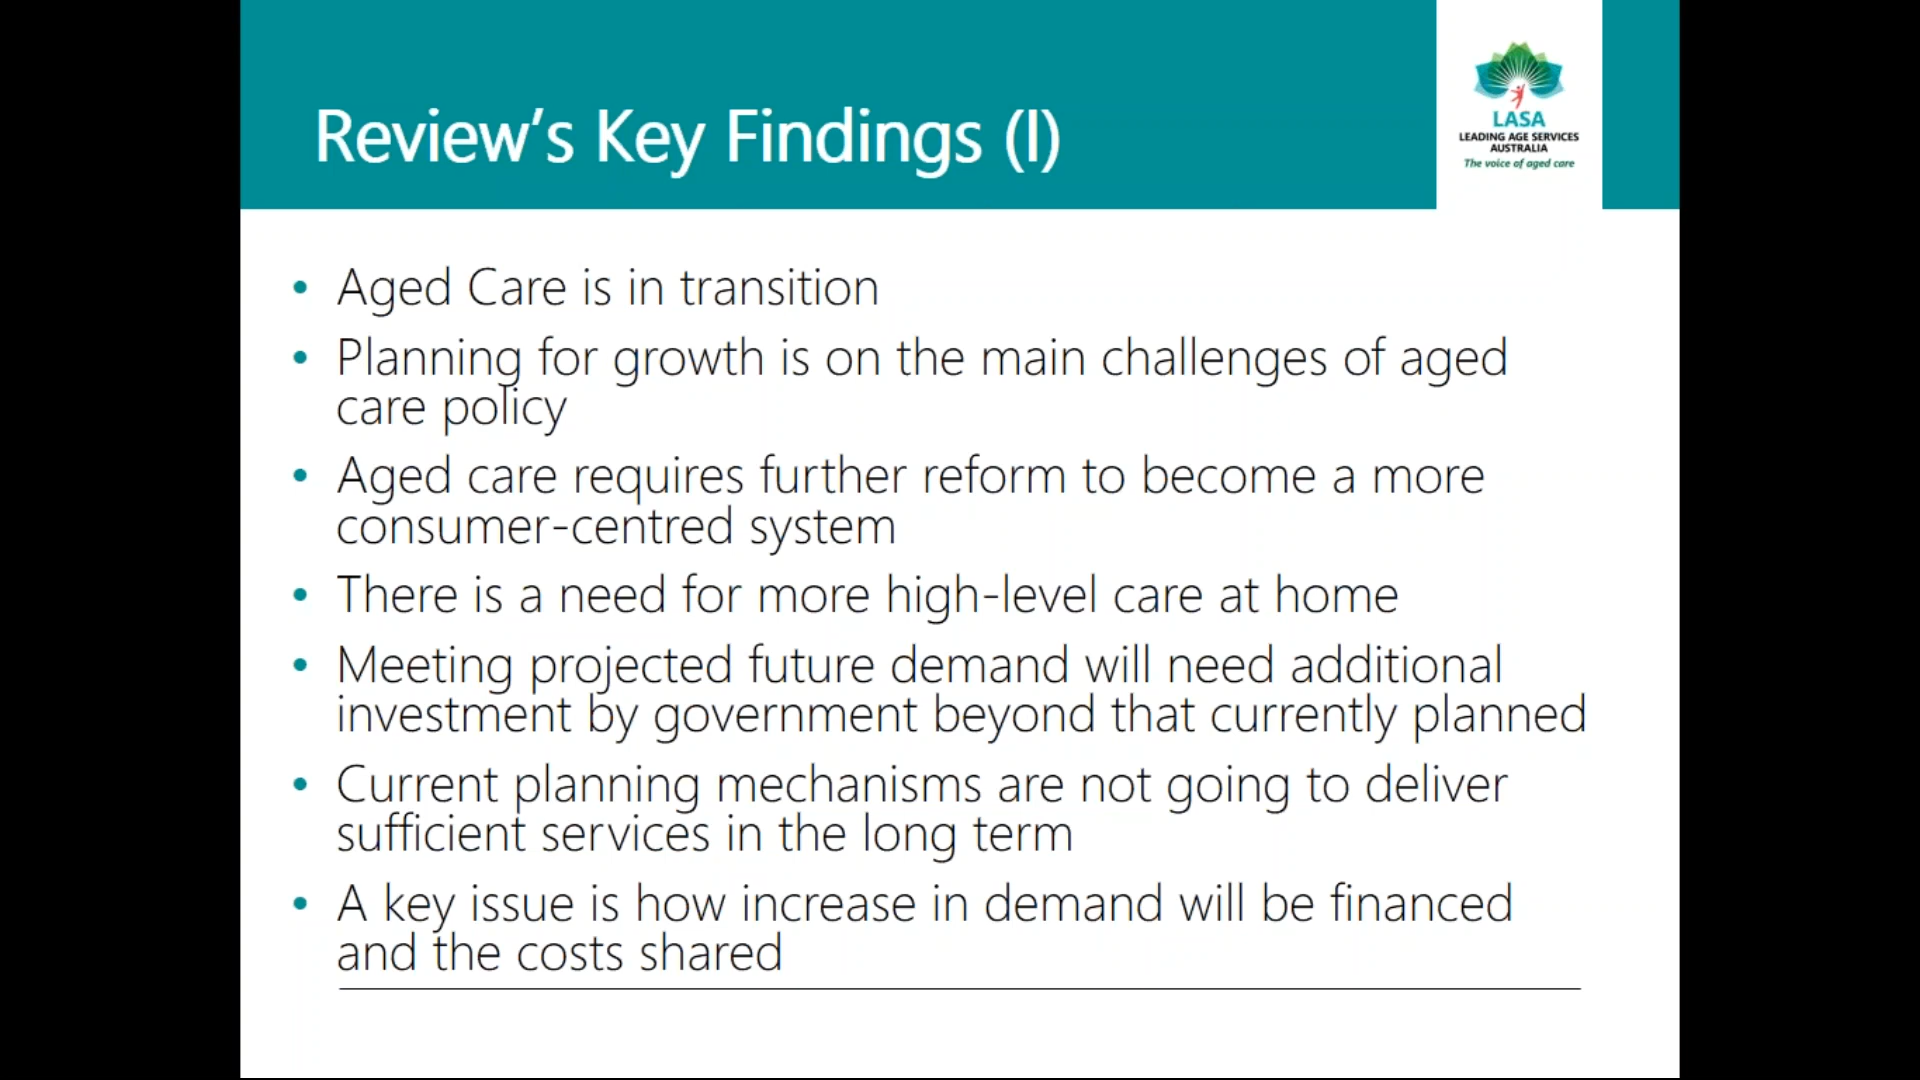 Review's Key Findings (I)
LASA
LEADING AGE SERVICES
AUSTRALIA
The voice of aged care
• Aged Care is in transition
• Planning for growth is on the main challenges of aged
care policy
• Aged care requires further reform to become a more
consumer-centred system
• There is a need for more high-level care at home
• Meeting projected future demand will need additional
investment by government beyond that currently planned
• Current planning mechanisms are not going to deliver
sufficient services in the long term
• A key issue is how increase in demand will be financed
and the costs shared